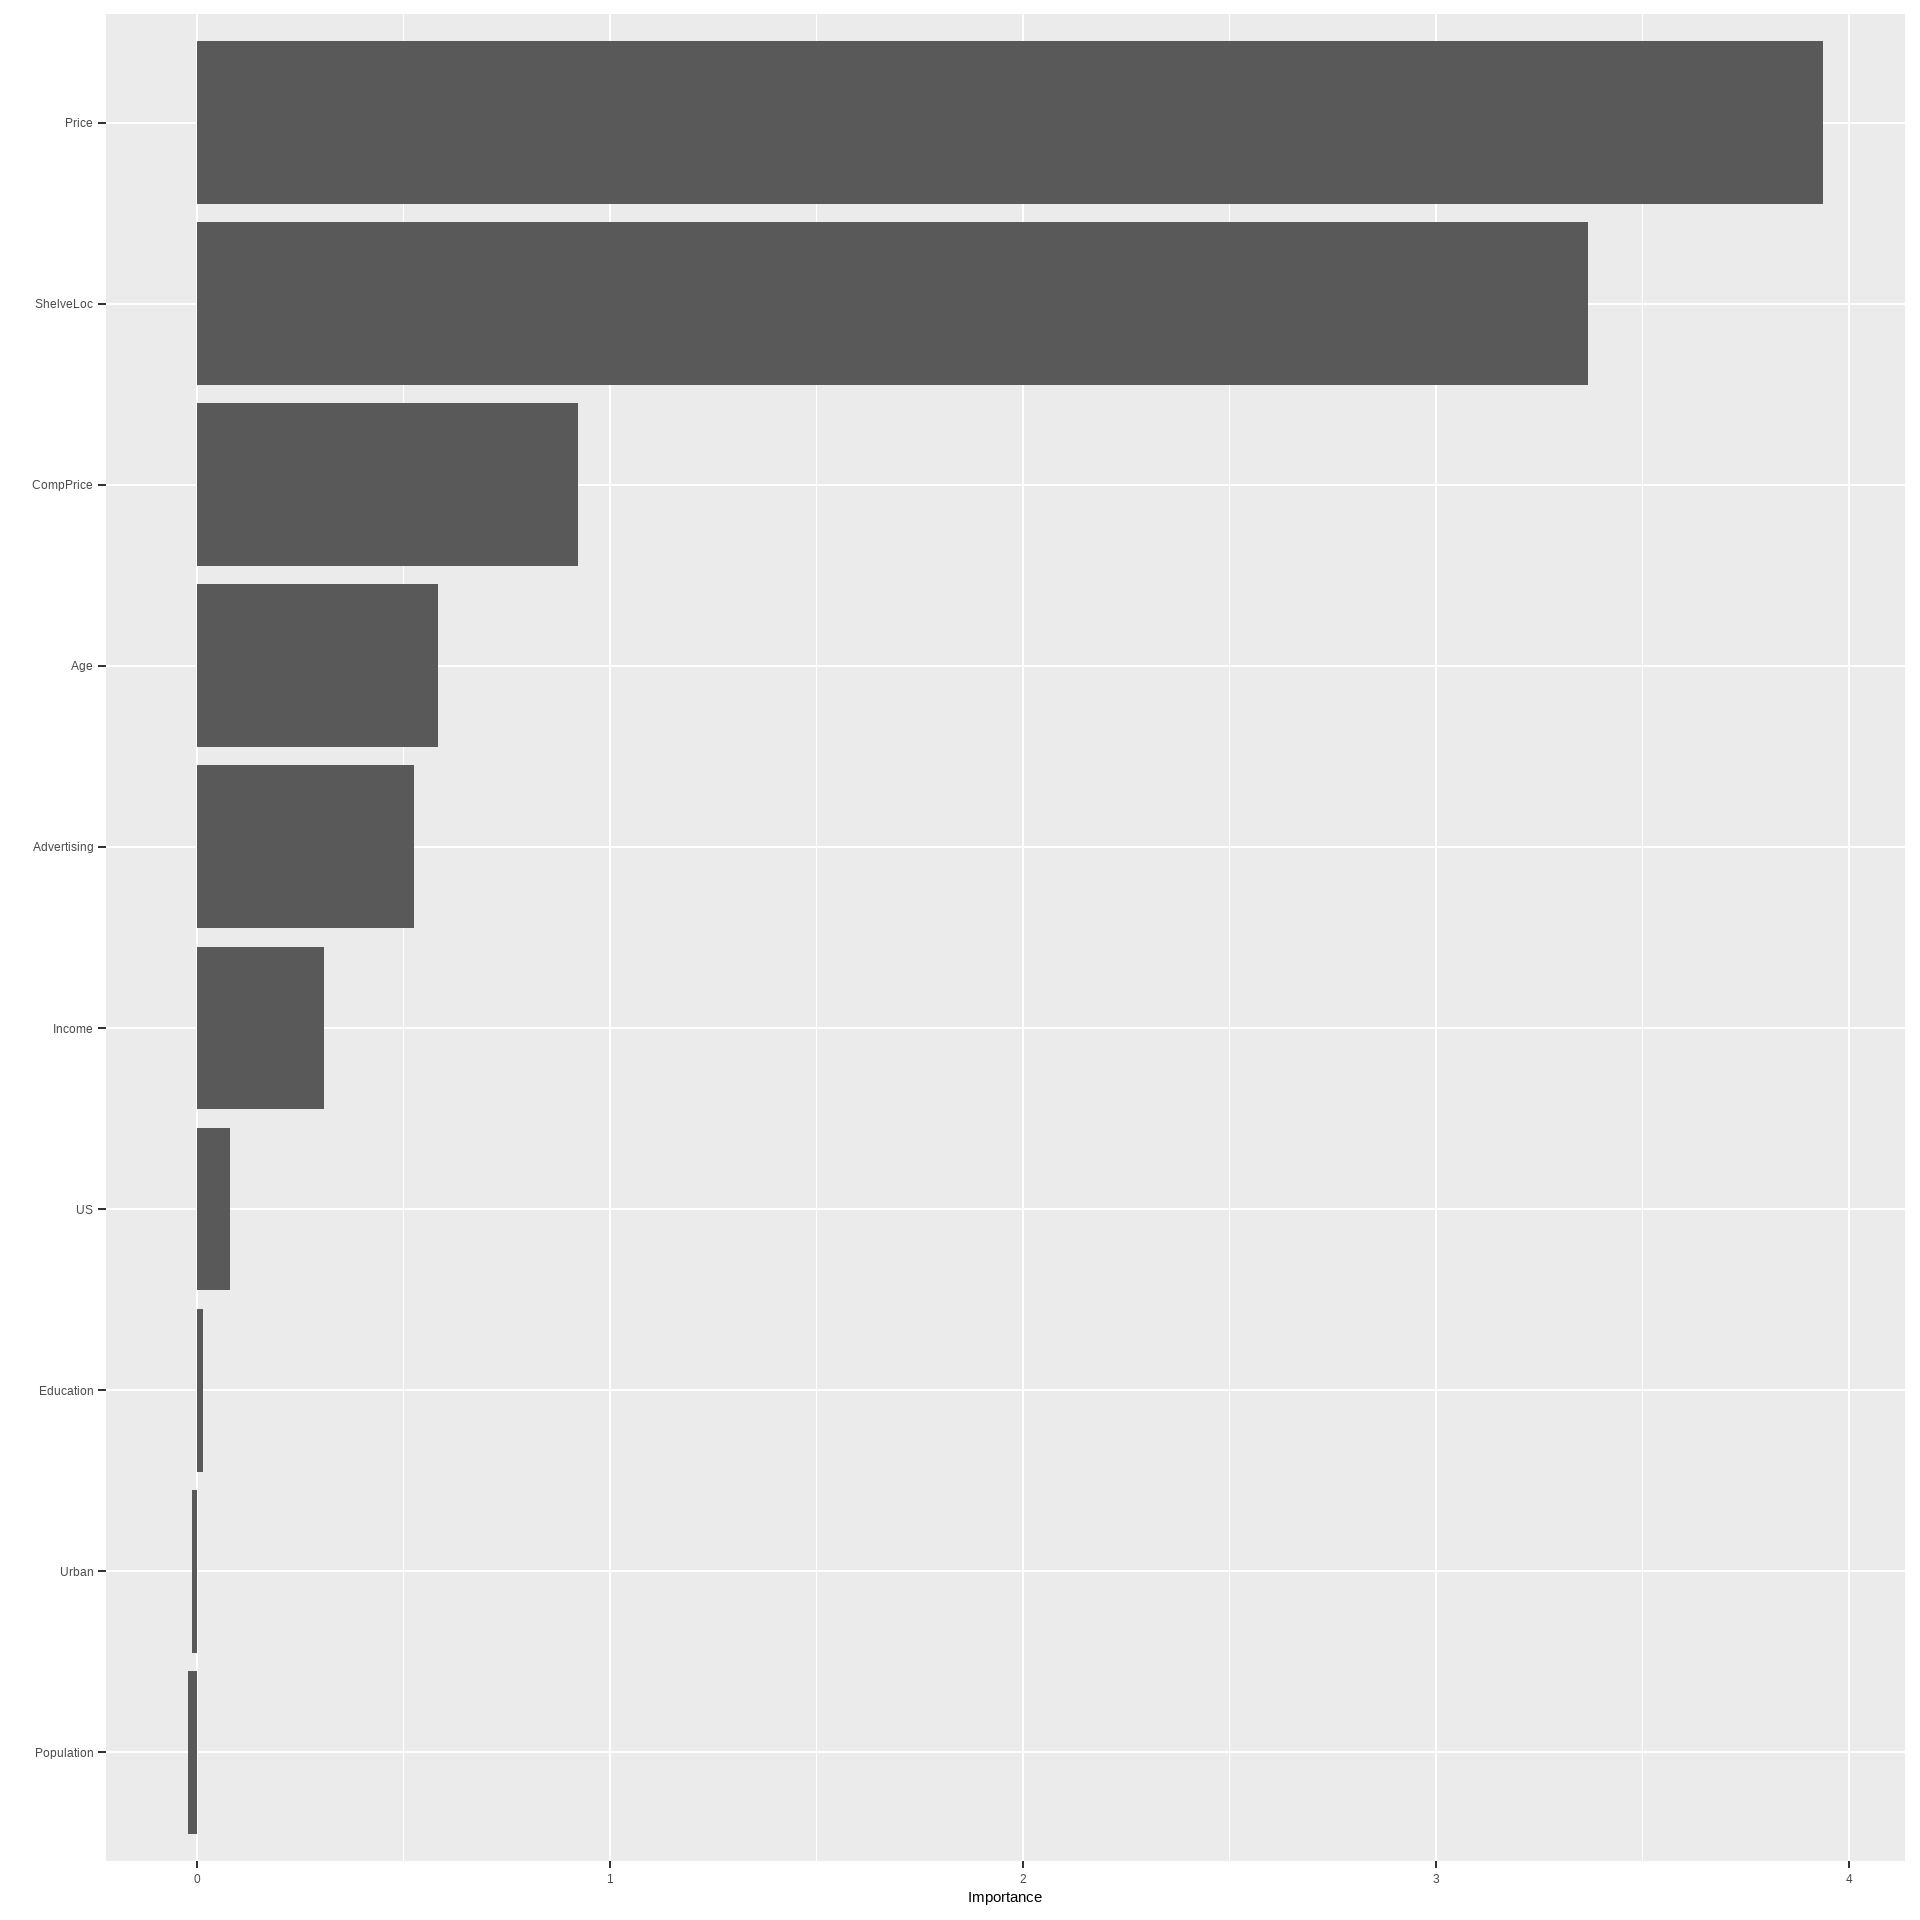 Price
ShelveLoc
CompPrice
Age
Advertising
Income
US
Education
Urban
Population
0 1 2 3 4
Importance